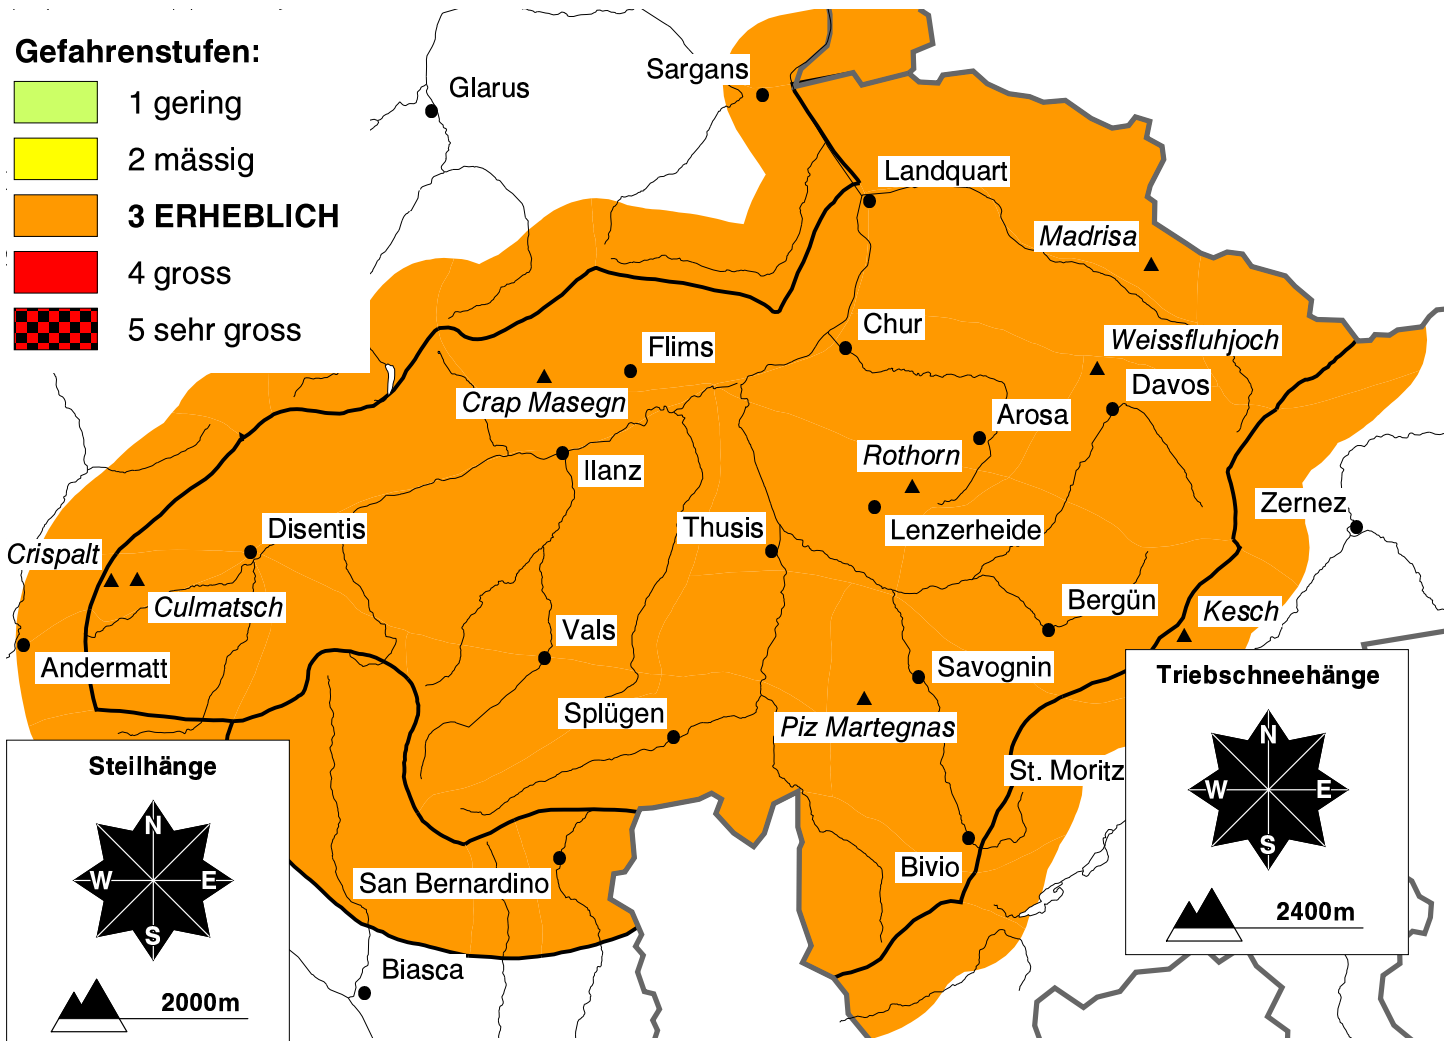 Gefahrenstufen:
1 gering
2 mässig
3 ERHEBLICH
4 gross
5 sehr gross
Glarus
Sargans
Landquart
Madrisa
Chur
Weissfluhjoch
Flims
Davos
Crap Masegn
Arosa
Rothorn
Ilanz
Zernez
Disentis
Thusis
Lenzerheide
Crispalt
Culmatsch
Bergün
Kesch
Vals
Andermatt
Savognin
Splügen
Piz Martegnas
St. Moritz
Bivio
San Bernardino
Biasca
Steilhänge
N
W E
S
2000m
Triebschneehänge
N
W E
S
2400m